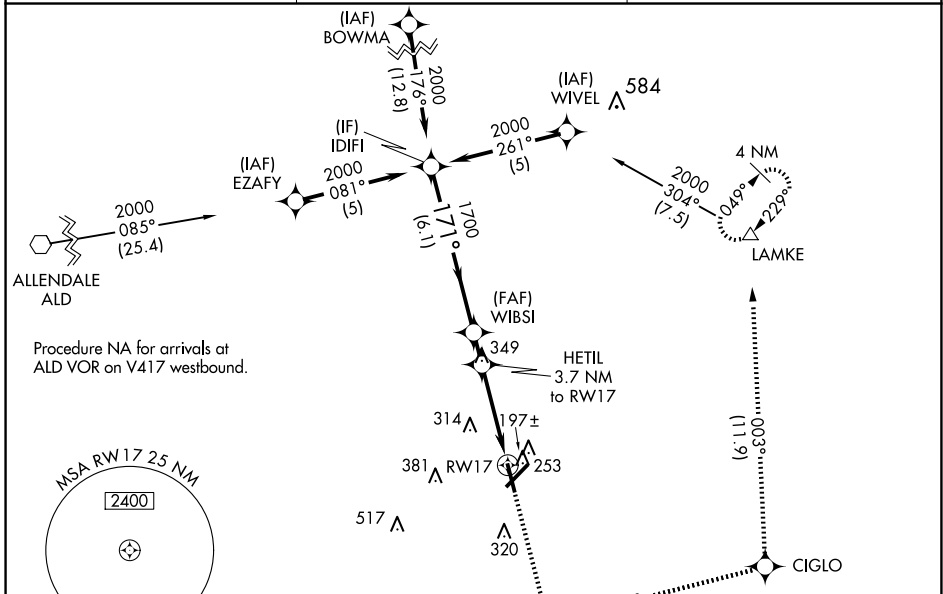 (IAF)
BOWMA
2000
176°
(12.8)
(IAF)
WIVEL
584
(IF)
IDIFI
2000
261°
(5)
(IAF)
EZAFY
2000
081°
(5)
2000
085°
(25.4)
ALLENDALE
ALD
4 NM
2000
304°
(7.5)
049°
229°
LAMKE
1700
171°
(6.1)
(FAF)
WIBSI
349
HETIL
3.7 NM
to RW17
Procedure NA for arrivals at
ALD VOR on V417 westbound.
314
197±
381
RW17
253
003°
(11.9)
MSA RW17 25 NM
2400
517
320
CIGLO